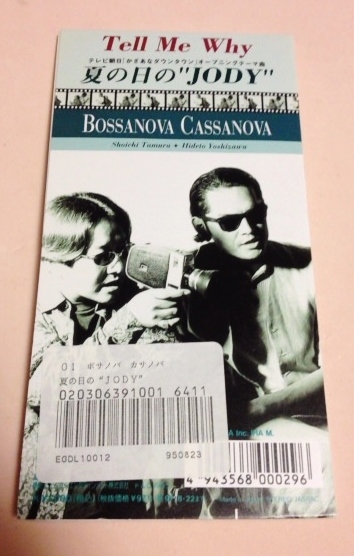 Tell Me Why
テレビ朝日「かざあなダウンタウン」オープニングテーマ曲
夏の日の"JODY"
BOSSANOVA CASSANOVA
Shoichi Tamura ✦ Hideto Yoshizawa
01 ボサノバ カサノバ
夏の日の "JODY"
020306391001 6411
EODL10012 950823
A Inc.
4 943568 000296